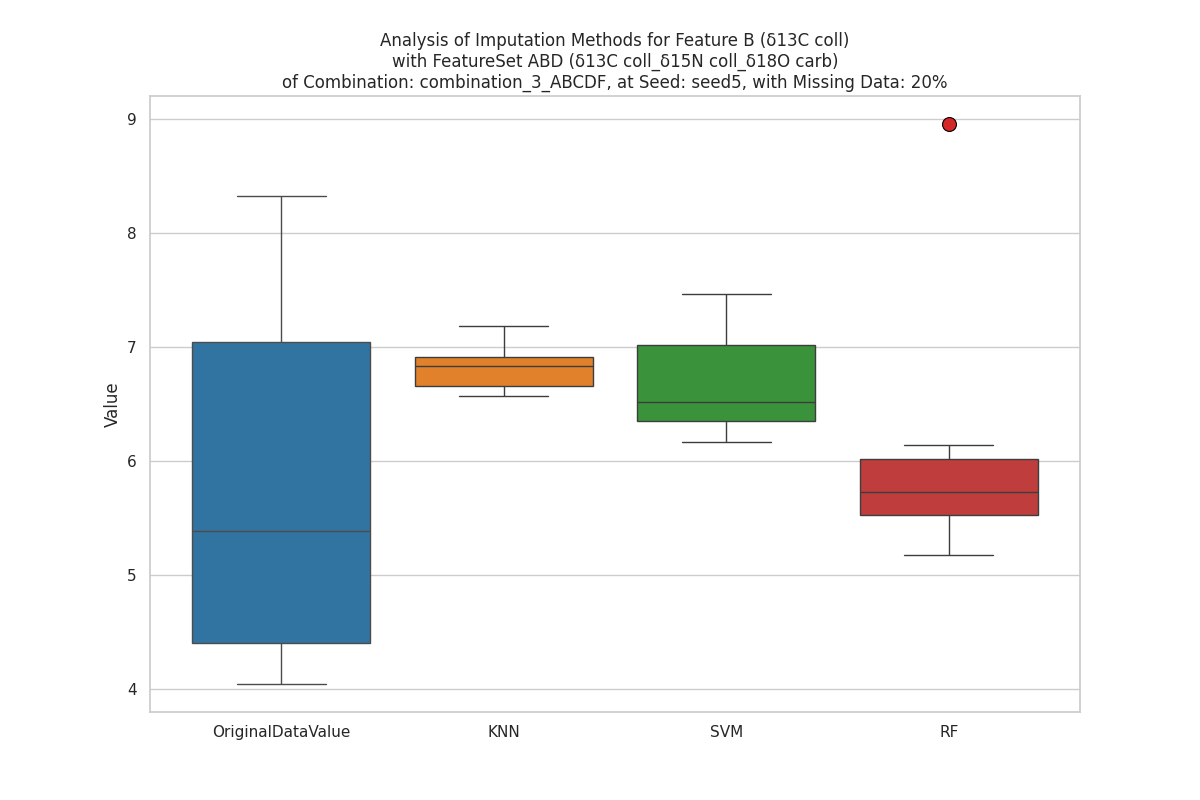 Analysis of Imputation Methods for Feature B (δ13C coll)
with FeatureSet ABD (δ13C coll_δ15N coll_δ18O carb)
of Combination: combination_3_ABCDF, at Seed: seed5, with Missing Data: 20%
9
8
7
6
5
4
Value
OriginalDataValue KNN SVM RF